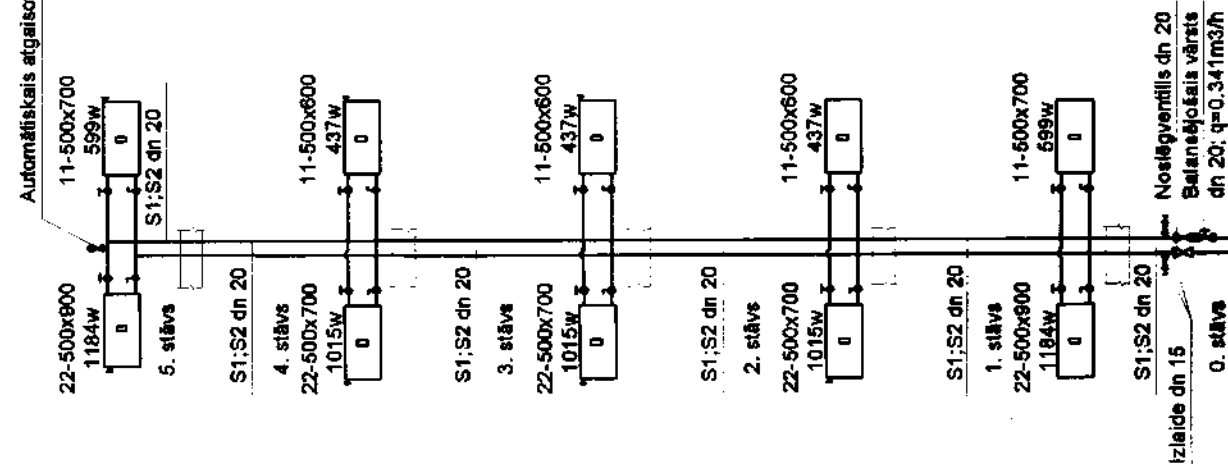 Automātiskais atgaiso
11-500x700
599w
S1;S2 dn 20
22-500x900
1184w
5. stāvs
S1;S2 dn 20
11-500x600
437w
4. stāvs
22-500x700
1015w
S1;S2 dn 20
11-500x600
437w
3. stāvs
22-500x700
1015w
S1;S2 dn 20
11-500x600
437w
2. stāvs
22-500x700
1015w
S1;S2 dn 20
11-500x700
599w
1. stāvs
22-500x900
1184w
S1;S2 dn 20
Noslēgventilis dn 20
Balansējošais vārsts
dn 20; q=0.341m3/h
Izlaide dn 15
0. stāvs